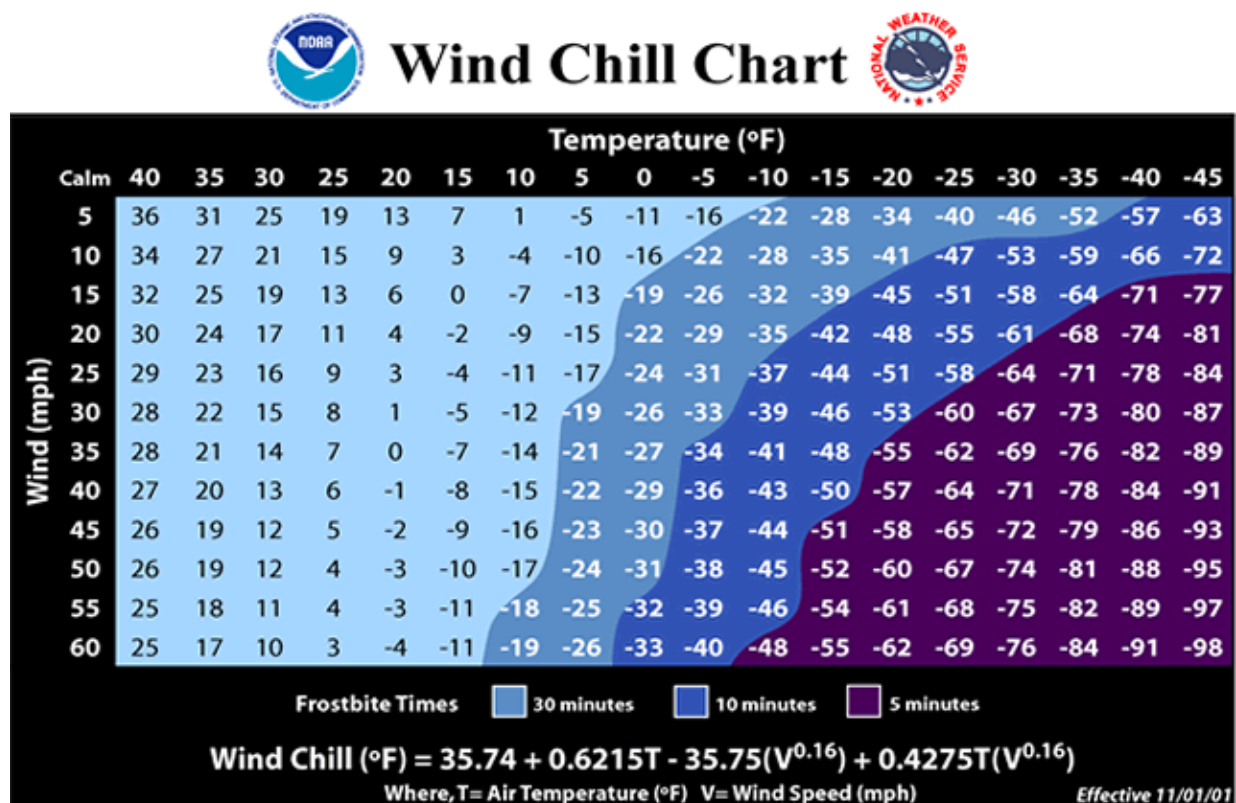 NOAA
NATIONAL OCEANIC AND ATMOSPHERIC ADMINISTRATION
U.S. DEPARTMENT OF COMMERCE
Wind Chill Chart
NATIONAL WEATHER SERVICE
Temperature (ºF)
Calm 40 35 30 25 20 15 10 5 0 -5 -10 -15 -20 -25 -30 -35 -40 -45
Wind (mph)
5 36 31 25 19 13 7 1 -5 -11 -16 -22 -28 -34 -40 -46 -52 -57 -63
10 34 27 21 15 9 3 -4 -10 -16 -22 -28 -35 -41 -47 -53 -59 -66 -72
15 32 25 19 13 6 0 -7 -13 -19 -26 -32 -39 -45 -51 -58 -64 -71 -77
20 30 24 17 11 4 -2 -9 -15 -22 -29 -35 -42 -48 -55 -61 -68 -74 -81
25 29 23 16 9 3 -4 -11 -17 -24 -31 -37 -44 -51 -58 -64 -71 -78 -84
30 28 22 15 8 1 -5 -12 -19 -26 -33 -39 -46 -53 -60 -67 -73 -80 -87
35 28 21 14 7 0 -7 -14 -21 -27 -34 -41 -48 -55 -62 -69 -76 -82 -89
40 27 20 13 6 -1 -8 -15 -22 -29 -36 -43 -50 -57 -64 -71 -78 -84 -91
45 26 19 12 5 -2 -9 -16 -23 -30 -37 -44 -51 -58 -65 -72 -79 -86 -93
50 26 19 12 4 -3 -10 -17 -24 -31 -38 -45 -52 -60 -67 -74 -81 -88 -95
55 25 18 11 4 -3 -11 -18 -25 -32 -39 -46 -54 -61 -68 -75 -82 -89 -97
60 25 17 10 3 -4 -11 -19 -26 -33 -40 -48 -55 -62 -69 -76 -84 -91 -98
Frostbite Times 30 minutes 10 minutes 5 minutes
Wind Chill (ºF) = 35.74 + 0.6215T - 35.75(V^0.16) + 0.4275T(V^0.16)
Where, T= Air Temperature (ºF) V= Wind Speed (mph) Effective 11/01/01